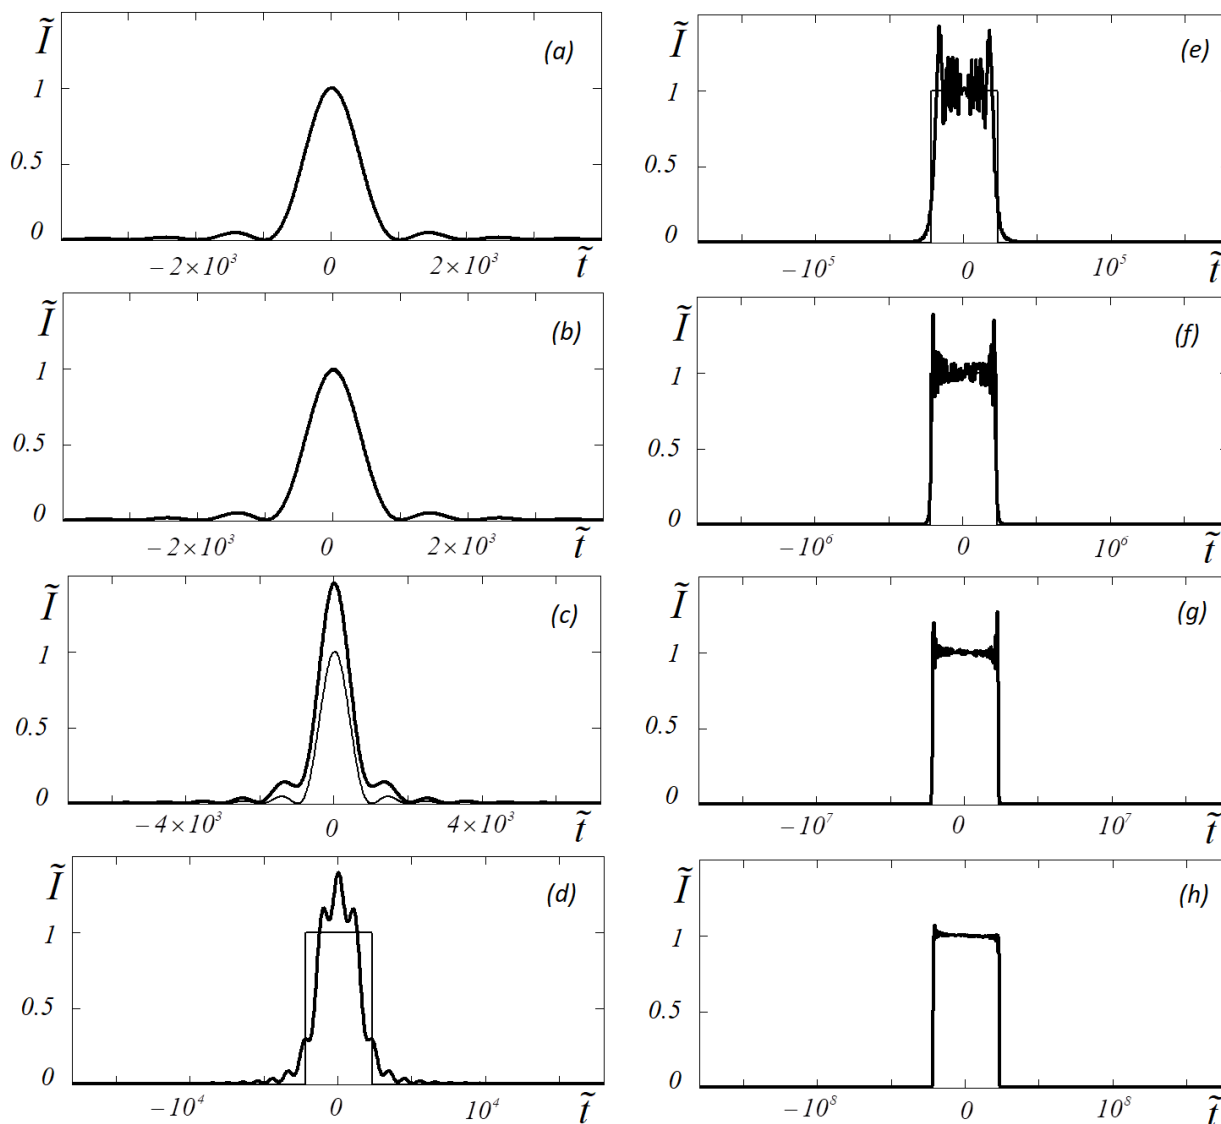 Ĩ
(a)
1
0.5
0
−2×10³ 0 2×10³ t̃
Ĩ
(b)
1
0.5
0
−2×10³ 0 2×10³ t̃
Ĩ
(c)
1
0.5
0
−4×10³ 0 4×10³ t̃
Ĩ
(d)
1
0.5
0
−10⁴ 0 10⁴ t̃
Ĩ
(e)
1
0.5
0
−10⁵ 0 10⁵ t̃
Ĩ
(f)
1
0.5
0
−10⁶ 0 10⁶ t̃
Ĩ
(g)
1
0.5
0
−10⁷ 0 10⁷ t̃
Ĩ
(h)
1
0.5
0
−10⁸ 0 10⁸ t̃